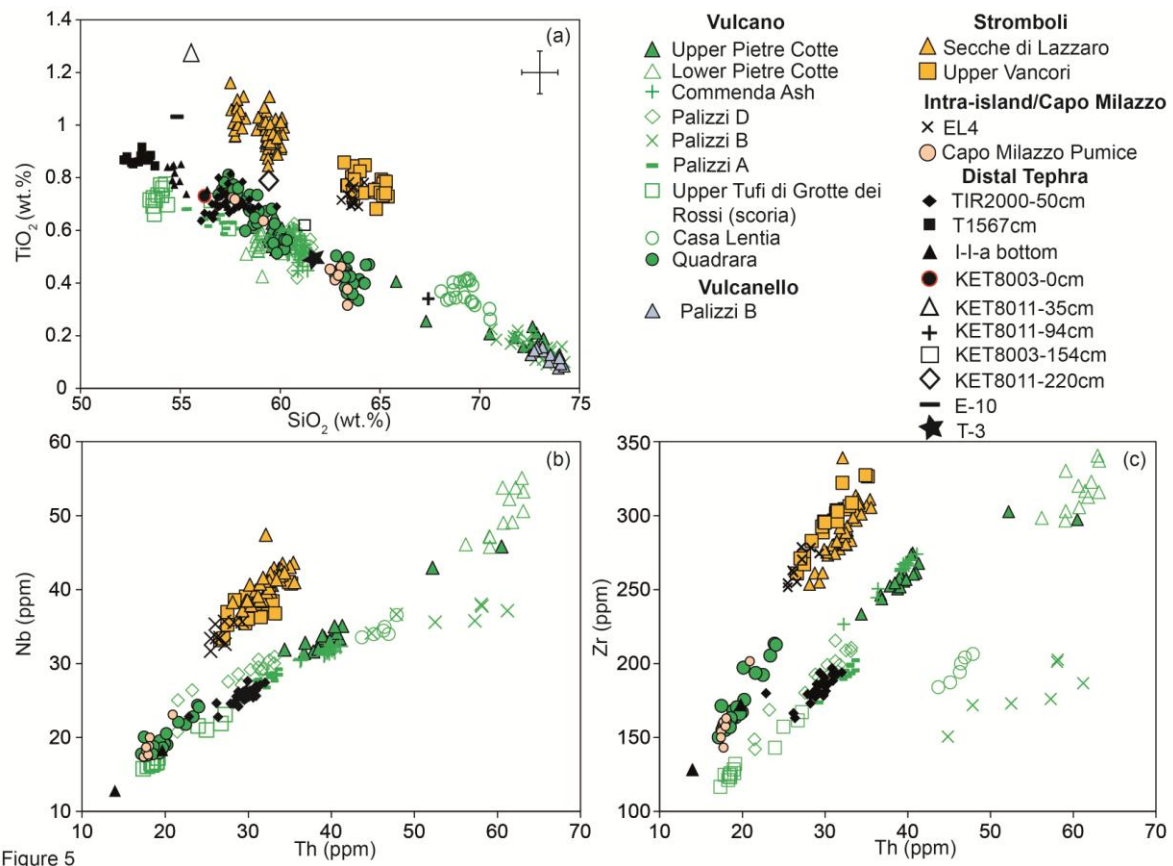 1.4
1.2
1
0.8
0.6
0.4
0.2
0
TiO2 (wt.%)
(a)
50
55
60
65
70
75
SiO2 (wt.%)
Vulcano
Upper Pietre Cotte
Lower Pietre Cotte
Commenda Ash
Palizzi D
Palizzi B
Palizzi A
Upper Tufi di Grotte dei
Rossi (scoria)
Casa Lentia
Quadrara
Vulcanello
Palizzi B
Stromboli
Secche di Lazzaro
Upper Vancori
Intra-island/Capo Milazzo
EL4
Capo Milazzo Pumice
Distal Tephra
TIR2000-50cm
T1567cm
I-I-a bottom
KET8003-0cm
KET8011-35cm
KET8011-94cm
KET8003-154cm
KET8011-220cm
E-10
T-3
60
50
40
30
20
10
Nb (ppm)
(b)
10
20
30
40
50
60
70
Th (ppm)
350
300
250
200
150
100
Zr (ppm)
(c)
10
20
30
40
50
60
70
Th (ppm)
Figure 5